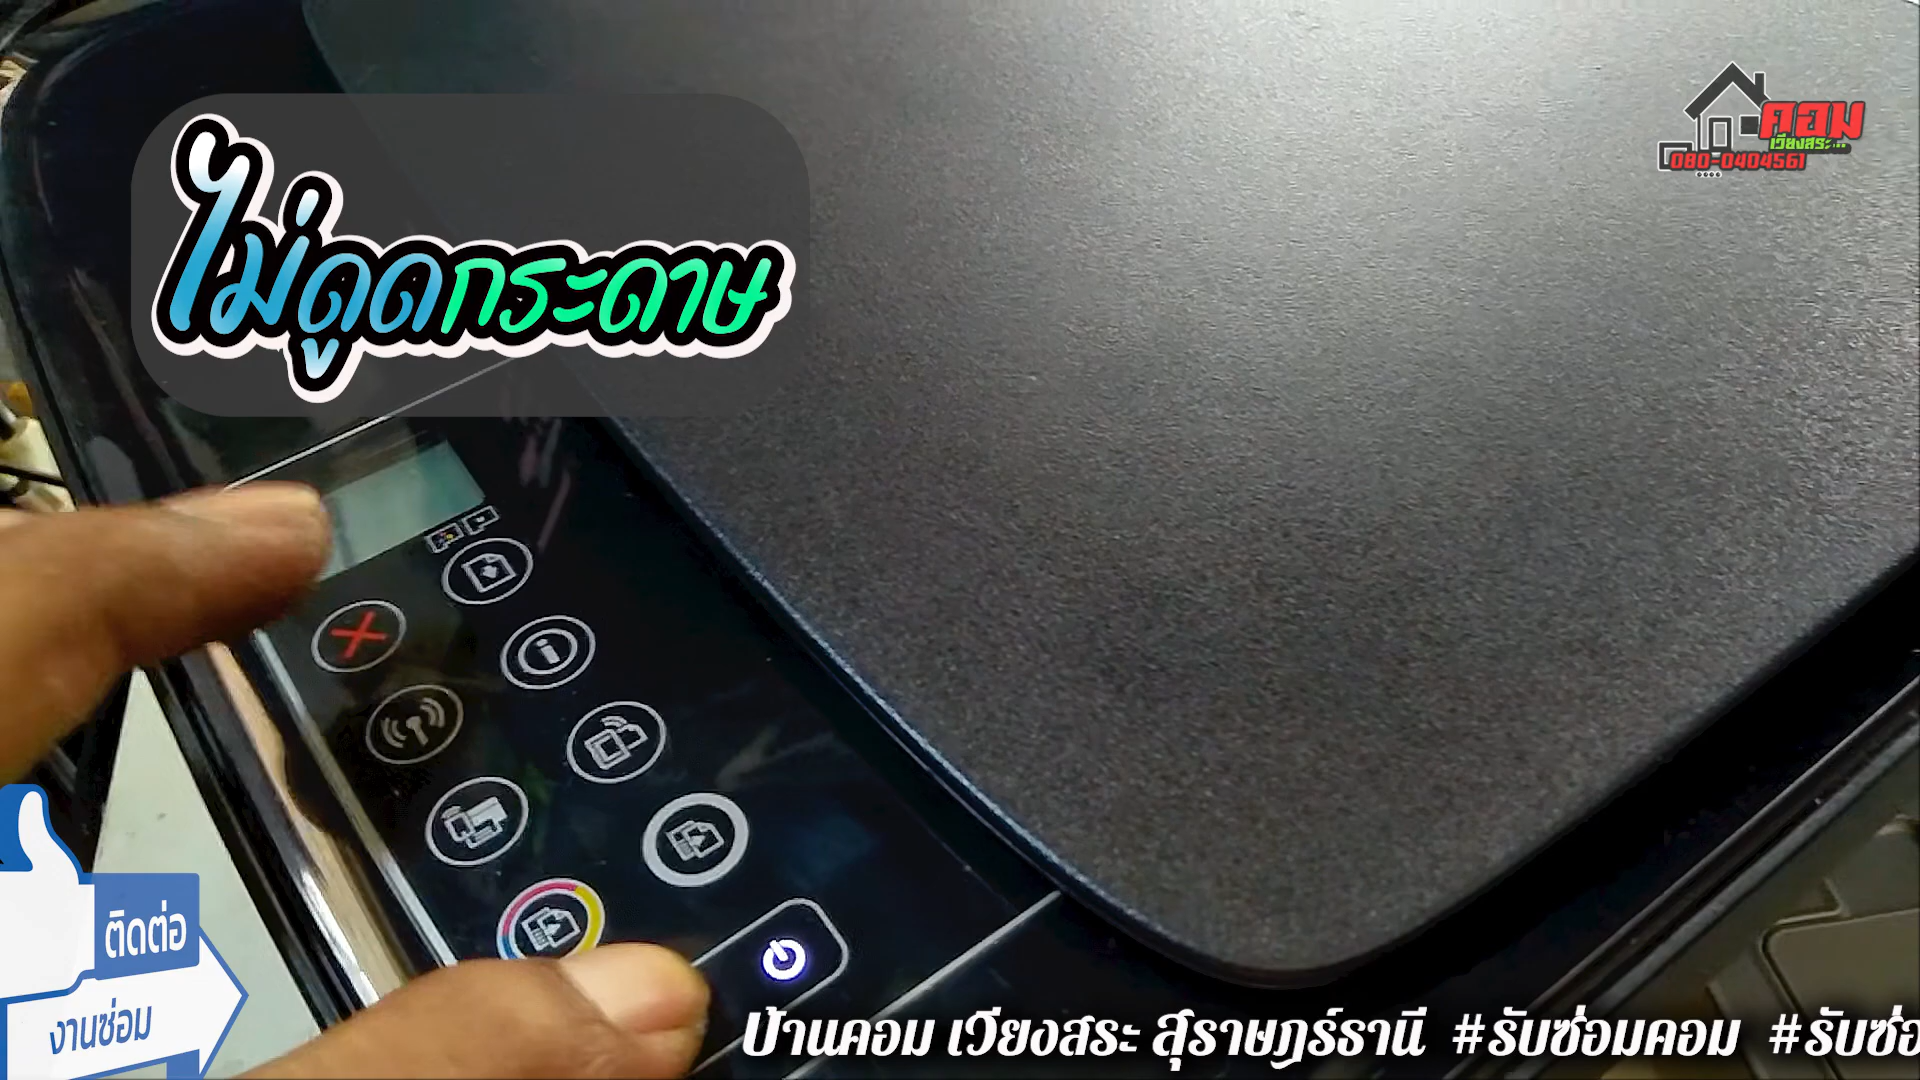 ไม่ดูดกระดาษ
คอม
เวียงสระ...
080-0404561
ติดต่อ
งานซ่อม
บ้านคอม เวียงสระ สุราษฎร์ธานี #รับซ่อมคอม #รับซ่อ